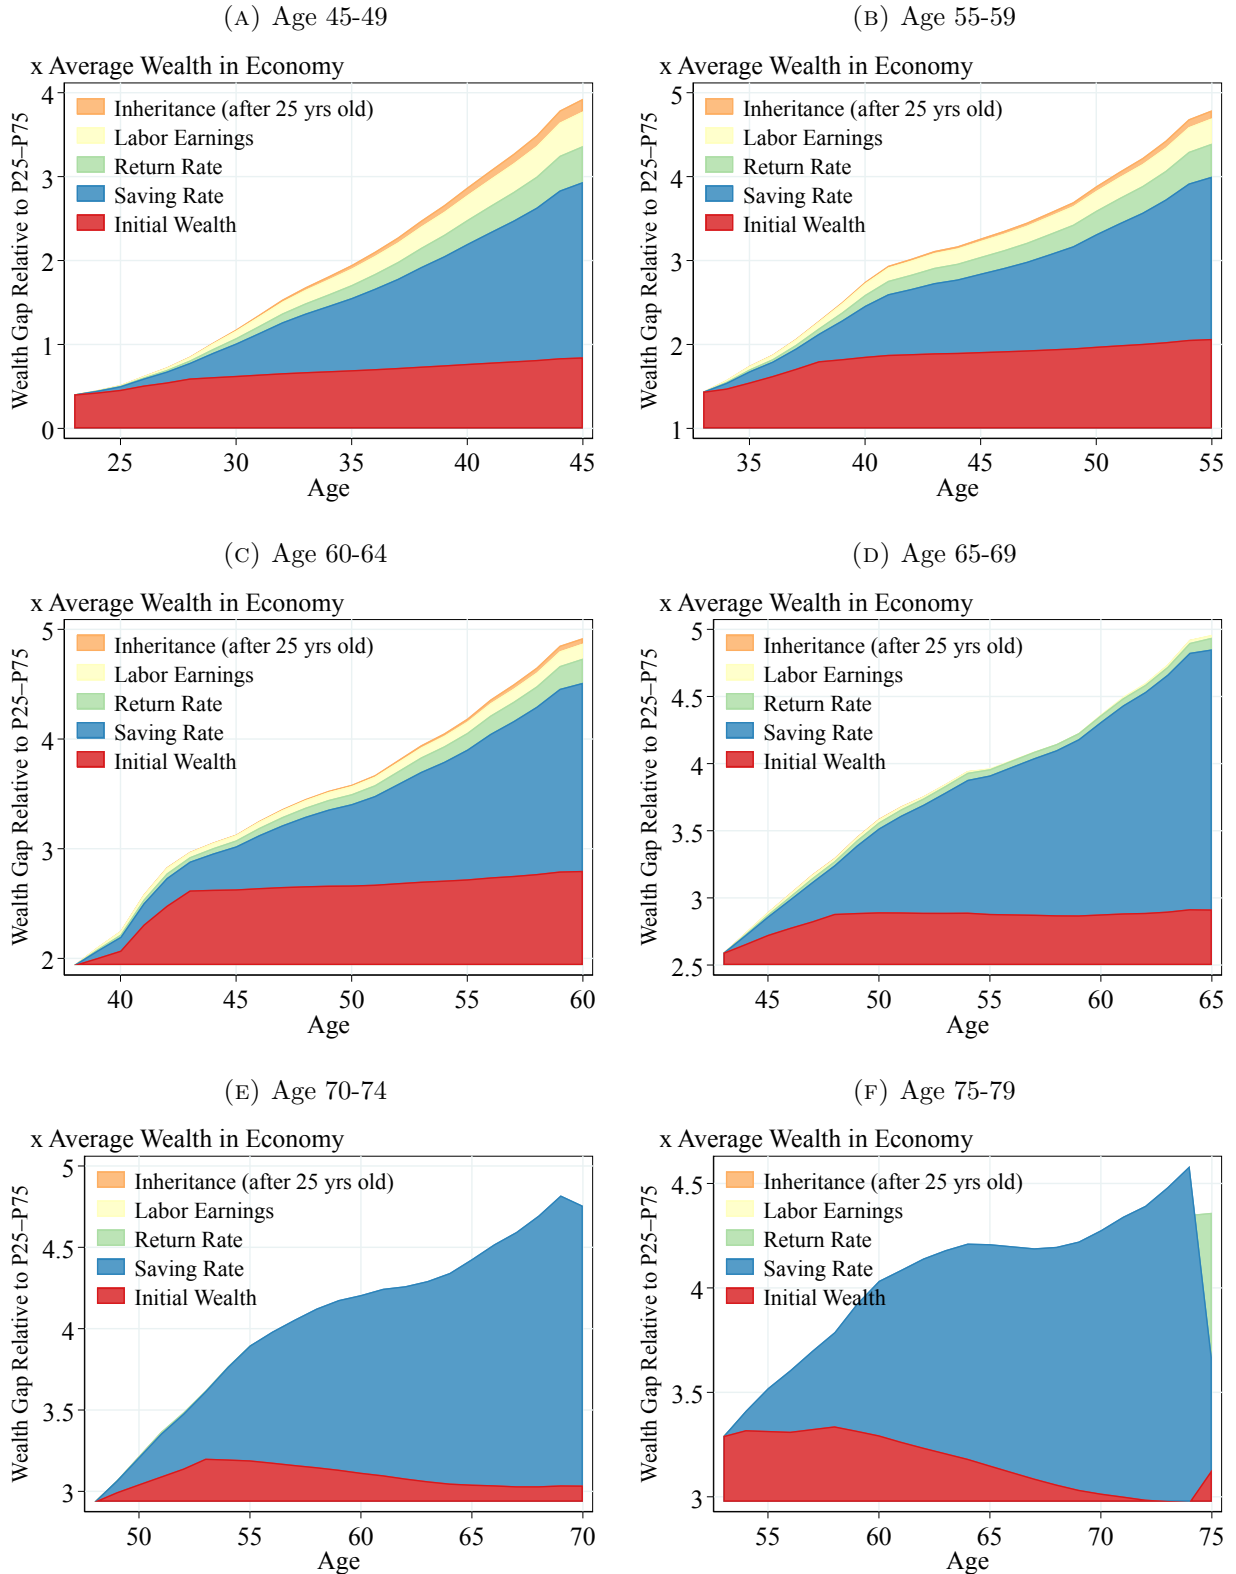 (A) Age 45-49
x Average Wealth in Economy
Wealth Gap Relative to P25–P75
4
3
2
1
0
Inheritance (after 25 yrs old)
Labor Earnings
Return Rate
Saving Rate
Initial Wealth
25 30 35 40 45
Age
(B) Age 55-59
x Average Wealth in Economy
Wealth Gap Relative to P25–P75
5
4
3
2
1
Inheritance (after 25 yrs old)
Labor Earnings
Return Rate
Saving Rate
Initial Wealth
35 40 45 50 55
Age
(C) Age 60-64
x Average Wealth in Economy
Wealth Gap Relative to P25–P75
5
4
3
2
Inheritance (after 25 yrs old)
Labor Earnings
Return Rate
Saving Rate
Initial Wealth
40 45 50 55 60
Age
(D) Age 65-69
x Average Wealth in Economy
Wealth Gap Relative to P25–P75
5
4.5
4
3.5
3
2.5
Inheritance (after 25 yrs old)
Labor Earnings
Return Rate
Saving Rate
Initial Wealth
45 50 55 60 65
Age
(E) Age 70-74
x Average Wealth in Economy
Wealth Gap Relative to P25–P75
5
4.5
4
3.5
3
Inheritance (after 25 yrs old)
Labor Earnings
Return Rate
Saving Rate
Initial Wealth
50 55 60 65 70
Age
(F) Age 75-79
x Average Wealth in Economy
Wealth Gap Relative to P25–P75
4.5
4
3.5
3
Inheritance (after 25 yrs old)
Labor Earnings
Return Rate
Saving Rate
Initial Wealth
55 60 65 70 75
Age